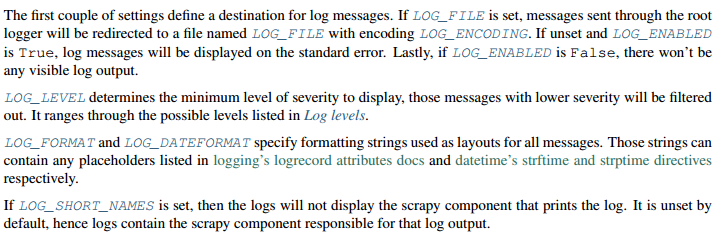 The first couple of settings define a destination for log messages. If LOG_FILE is set, messages sent through the root
logger will be redirected to a file named LOG_FILE with encoding LOG_ENCODING. If unset and LOG_ENABLED
is True, log messages will be displayed on the standard error. Lastly, if LOG_ENABLED is False, there won't be
any visible log output.
LOG_LEVEL determines the minimum level of severity to display, those messages with lower severity will be filtered
out. It ranges through the possible levels listed in Log levels.
LOG_FORMAT and LOG_DATEFORMAT specify formatting strings used as layouts for all messages. Those strings can
contain any placeholders listed in logging's logrecord attributes docs and datetime's strftime and strptime directives
respectively.
If LOG_SHORT_NAMES is set, then the logs will not display the scrapy component that prints the log. It is unset by
default, hence logs contain the scrapy component responsible for that log output.